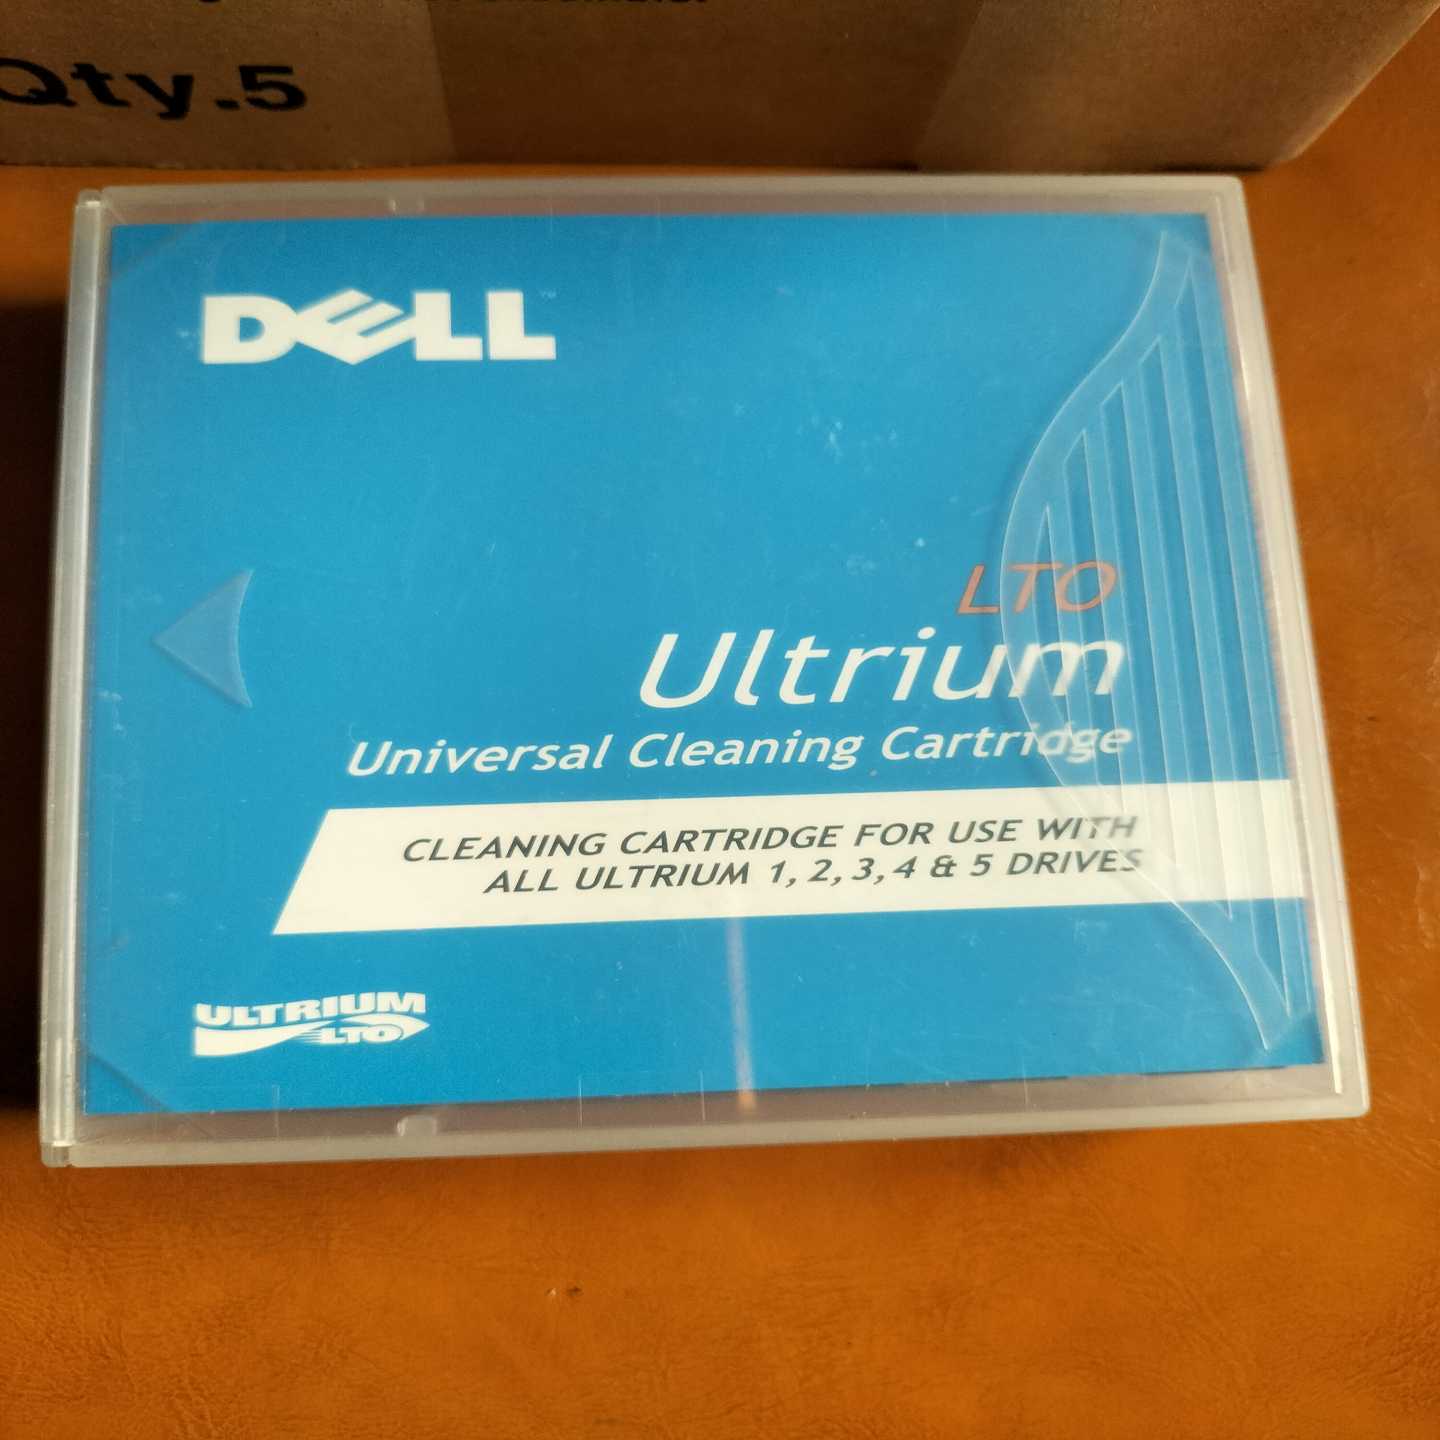 Qty.5
DELL
LTO
Ultrium
Universal Cleaning Cartridge
CLEANING CARTRIDGE FOR USE WITH
ALL ULTRIUM 1, 2, 3, 4 & 5 DRIVES
ULTRIUM
LTO